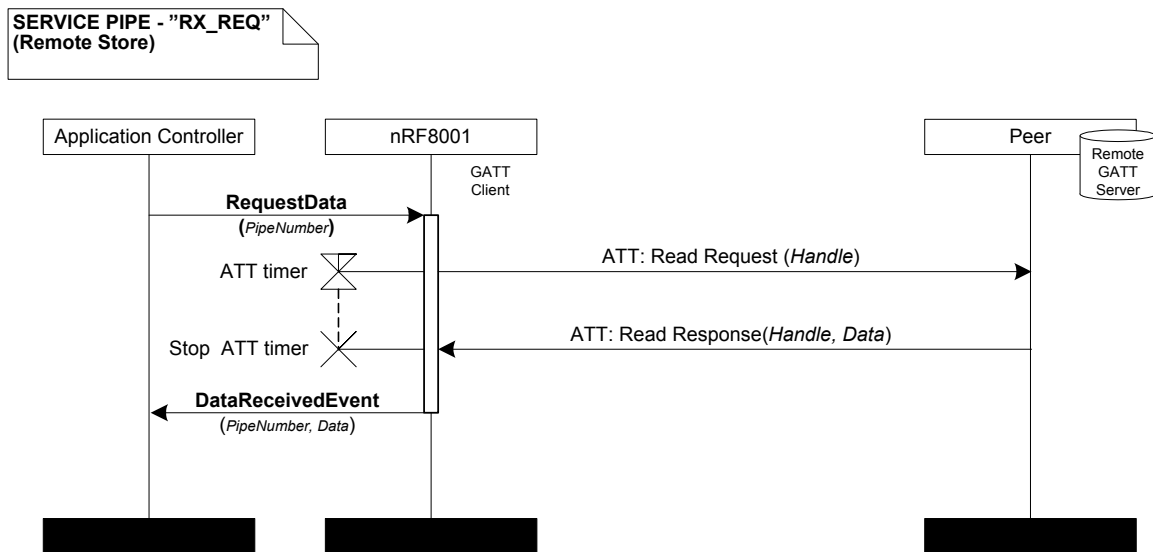 SERVICE PIPE - ”RX_REQ”
(Remote Store)
Application Controller
nRF8001
Peer
Remote
GATT
Server
GATT
Client
RequestData
(PipeNumber)
ATT timer
ATT: Read Request (Handle)
Stop ATT timer
ATT: Read Response(Handle, Data)
DataReceivedEvent
(PipeNumber, Data)